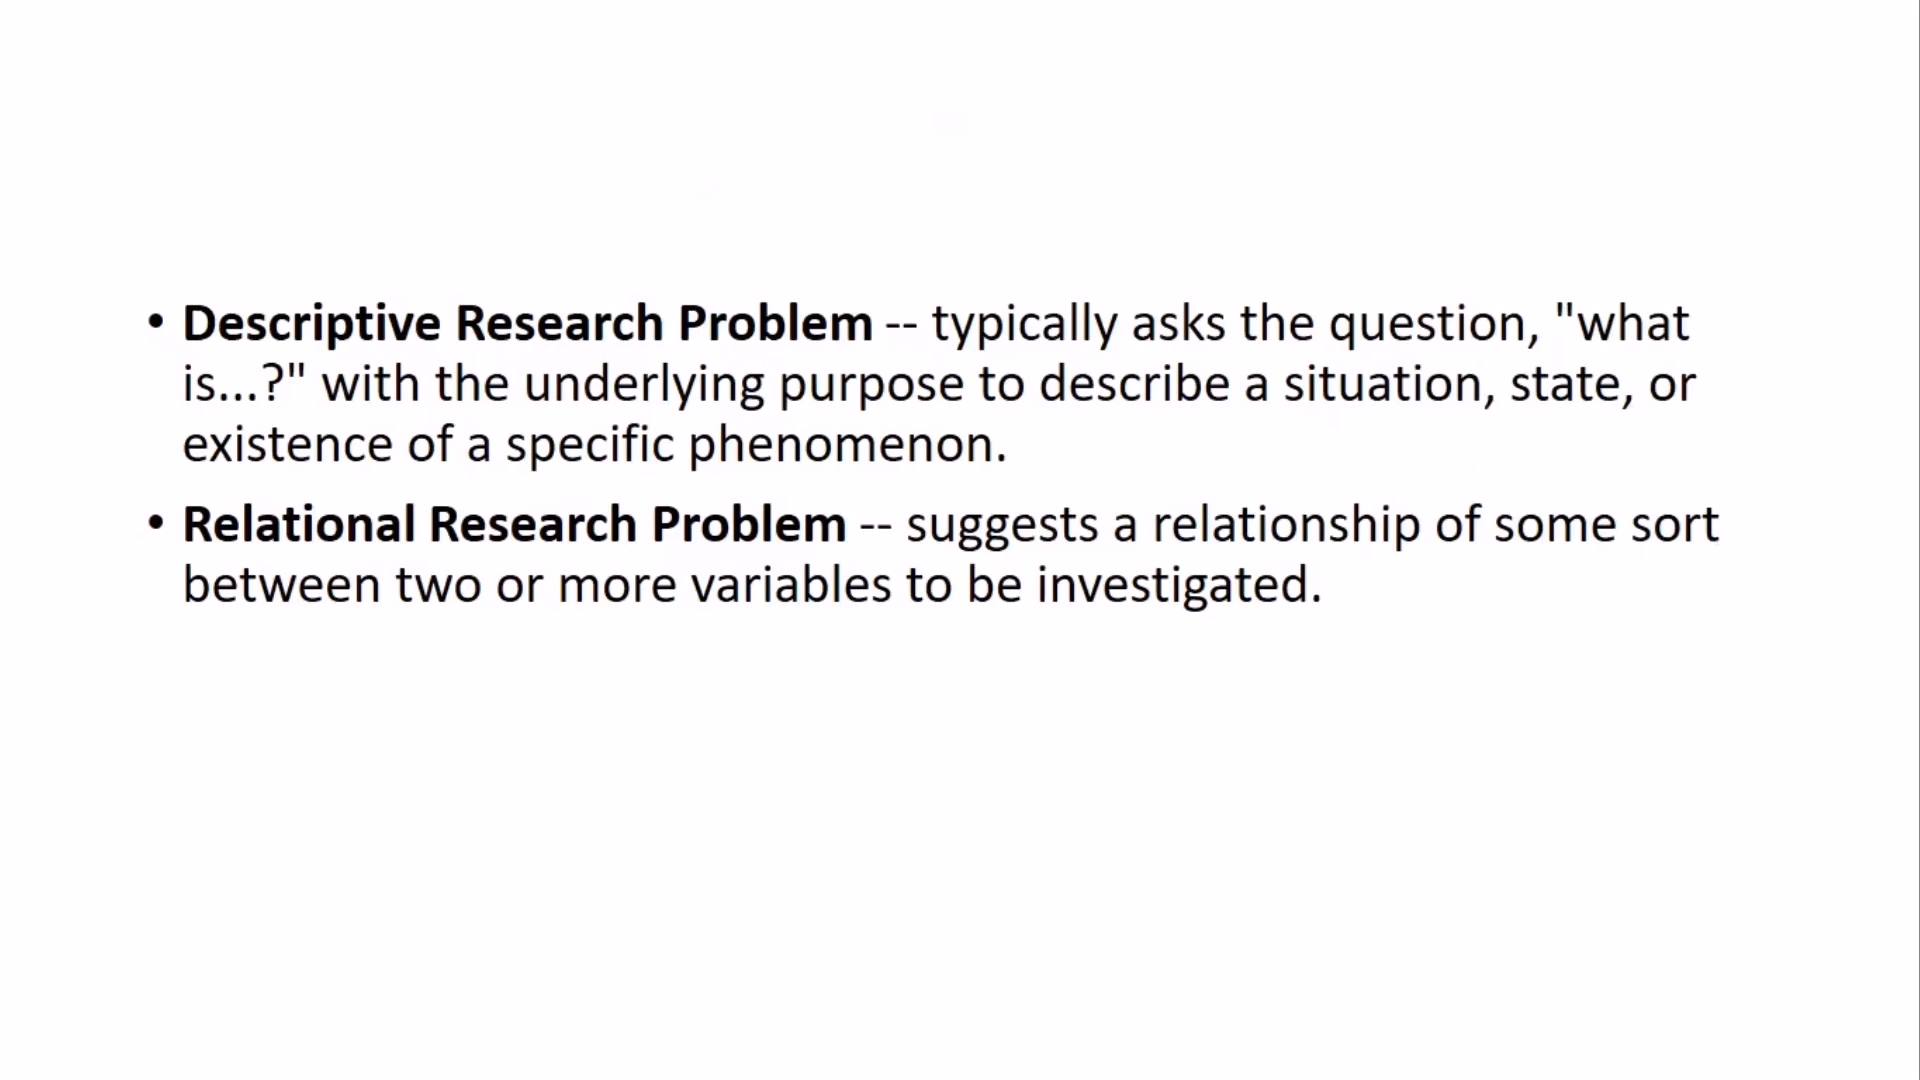 • Descriptive Research Problem -- typically asks the question, "what
is...?" with the underlying purpose to describe a situation, state, or
existence of a specific phenomenon.
• Relational Research Problem -- suggests a relationship of some sort
between two or more variables to be investigated.